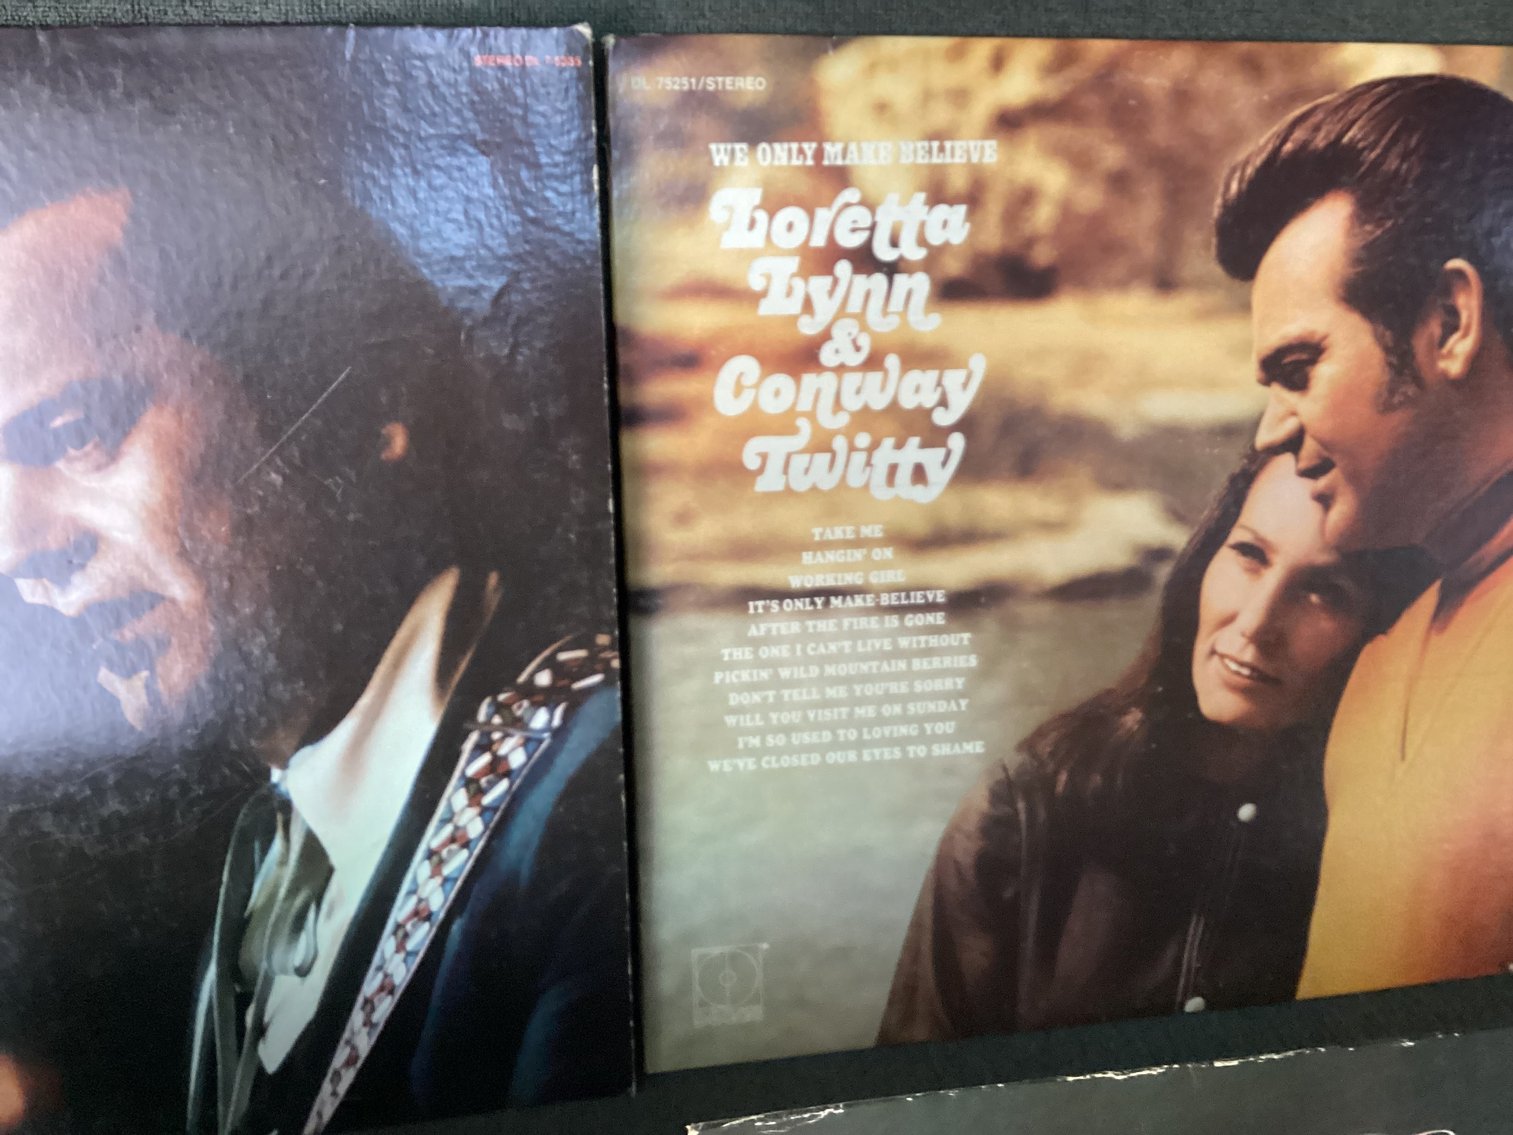 STEREO DL
DL 75251/STEREO
WE ONLY MAKE BELIEVE
Loretta
Lynn
&
Conway
Twitty
TAKE ME
HANGIN' ON
WORKING GIRL
IT'S ONLY MAKE-BELIEVE
AFTER THE FIRE IS GONE
THE ONE I CAN'T LIVE WITHOUT
PICKIN' WILD MOUNTAIN BERRIES
DON'T TELL ME YOU'RE SORRY
WILL YOU VISIT ME ON SUNDAY
I'M SO USED TO LOVING YOU
WE'VE CLOSED OUR EYES TO SHAME